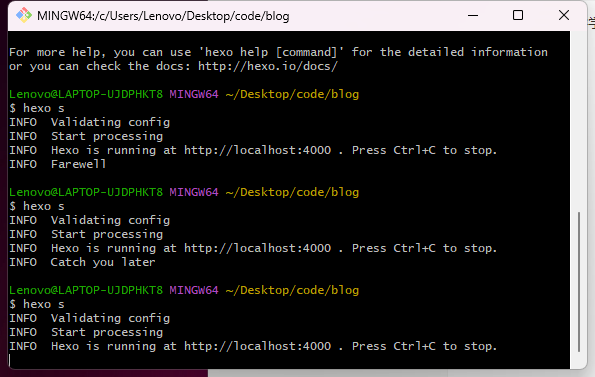 MINGW64:/c/Users/Lenovo/Desktop/code/blog
For more help, you can use 'hexo help [command]' for the detailed information
or you can check the docs: http://hexo.io/docs/
Lenovo@LAPTOP-UJDPHKT8 MINGW64 ~/Desktop/code/blog
$ hexo s
INFO  Validating config
INFO  Start processing
INFO  Hexo is running at http://localhost:4000 . Press Ctrl+C to stop.
INFO  Farewell
Lenovo@LAPTOP-UJDPHKT8 MINGW64 ~/Desktop/code/blog
$ hexo s
INFO  Validating config
INFO  Start processing
INFO  Hexo is running at http://localhost:4000 . Press Ctrl+C to stop.
INFO  Catch you later
Lenovo@LAPTOP-UJDPHKT8 MINGW64 ~/Desktop/code/blog
$ hexo s
INFO  Validating config
INFO  Start processing
INFO  Hexo is running at http://localhost:4000 . Press Ctrl+C to stop.